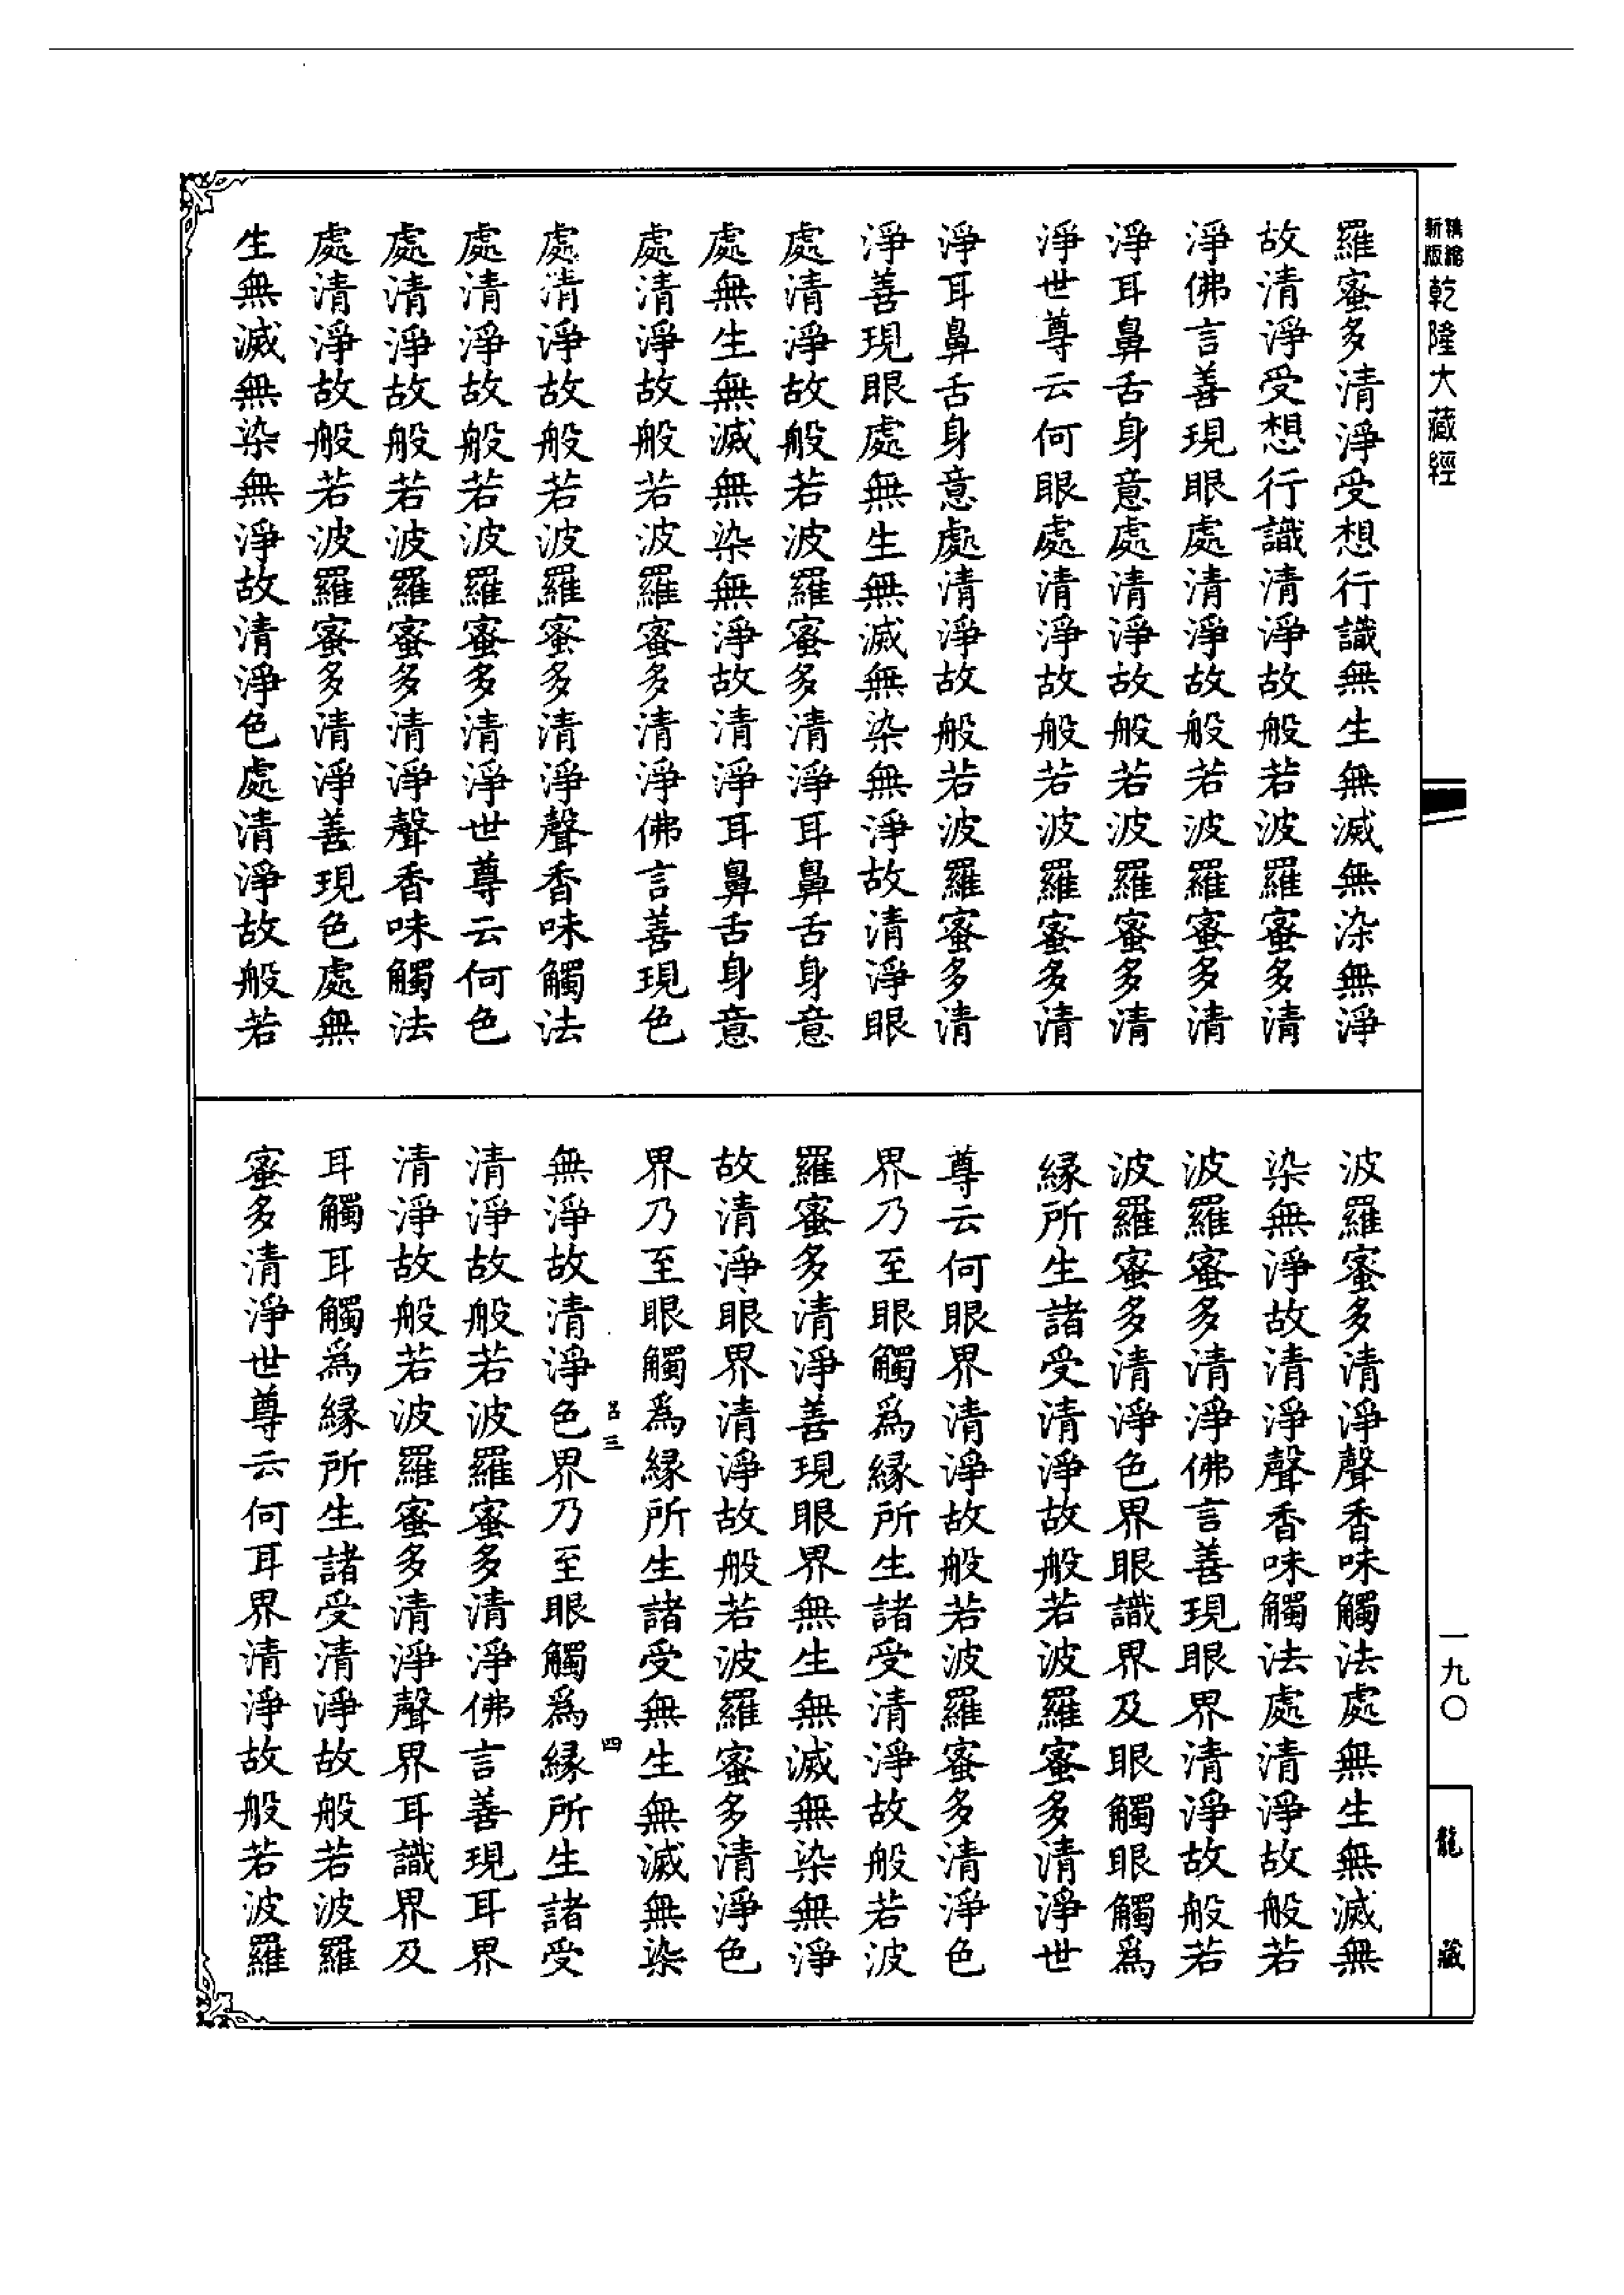 精縮新版乾隆大藏經
羅蜜多清淨受想行識無生無滅無染無淨
故清淨受想行識清淨故般若波羅蜜多清
淨佛言善現眼處清淨故般若波羅蜜多清
淨耳鼻舌身意處清淨故般若波羅蜜多清
淨世尊云何眼處清淨故般若波羅蜜多清
淨耳鼻舌身意處清淨故般若波羅蜜多清
淨善現眼處無生無滅無染無淨故清淨眼
處清淨故般若波羅蜜多清淨耳鼻舌身意
處無生無滅無染無淨故清淨耳鼻舌身意
處清淨故般若波羅蜜多清淨佛言善現色
處清淨故般若波羅蜜多清淨聲香味觸法
處清淨故般若波羅蜜多清淨世尊云何色
處清淨故般若波羅蜜多清淨聲香味觸法
處清淨故般若波羅蜜多清淨善現色處無
生無滅無染無淨故清淨色處清淨故般若
波羅蜜多清淨聲香味觸法處無生無滅無
染無淨故清淨聲香味觸法處清淨故般若
波羅蜜多清淨佛言善現眼界清淨故般若
波羅蜜多清淨色界眼識界及眼觸眼觸爲
緣所生諸受清淨故般若波羅蜜多清淨世
尊云何眼界清淨故般若波羅蜜多清淨色
界乃至眼觸爲緣所生諸受清淨故般若波
羅蜜多清淨善現眼界無生無滅無染無淨
故清淨眼界清淨故般若波羅蜜多清淨色
界乃至眼觸爲緣所生諸受無生無滅無染
呂三
四
無淨故清淨色界乃至眼觸爲緣所生諸受
清淨故般若波羅蜜多清淨佛言善現耳界
清淨故般若波羅蜜多清淨聲界耳識界及
耳觸耳觸爲緣所生諸受清淨故般若波羅
蜜多清淨世尊云何耳界清淨故般若波羅
一九〇
龍藏